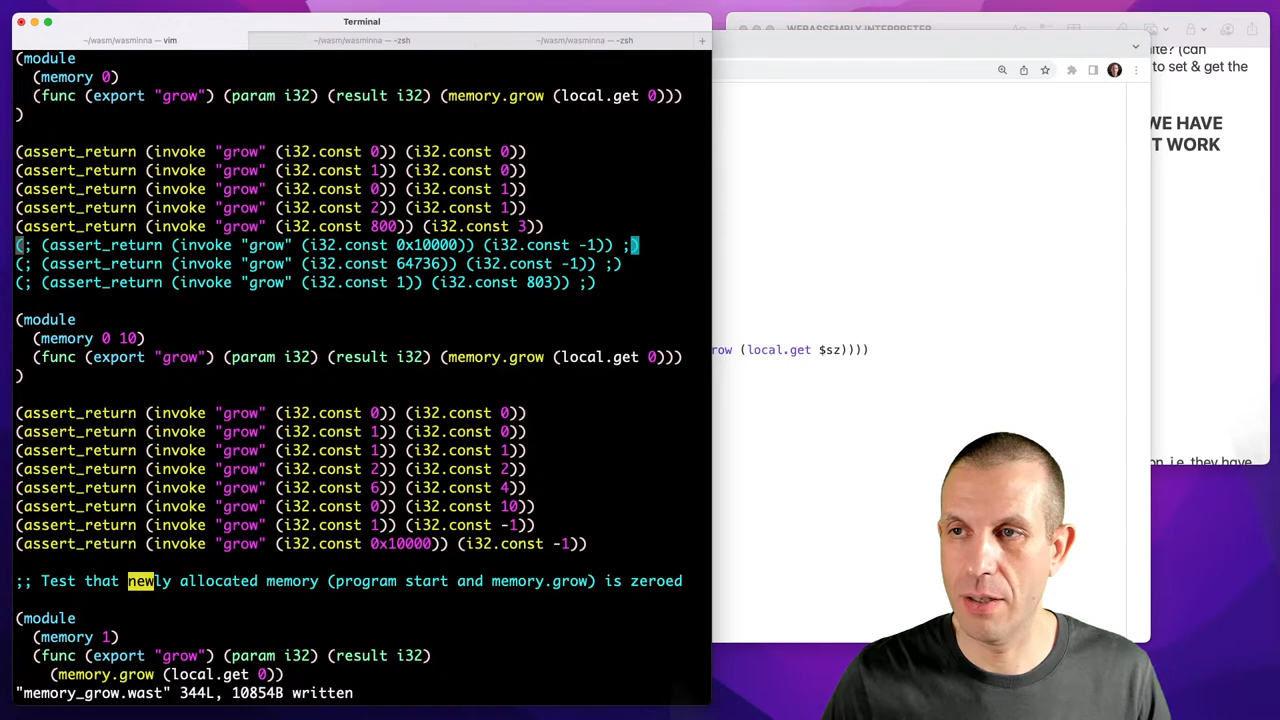 Terminal
~/wasm/wasminna — vim
~/wasm/wasminna — -zsh
~/wasm/wasminna — -zsh
+
(module
(memory 0)
(func (export "grow") (param i32) (result i32) (memory.grow (local.get 0)))
)
(assert_return (invoke "grow" (i32.const 0)) (i32.const 0))
(assert_return (invoke "grow" (i32.const 1)) (i32.const 0))
(assert_return (invoke "grow" (i32.const 0)) (i32.const 1))
(assert_return (invoke "grow" (i32.const 2)) (i32.const 1))
(assert_return (invoke "grow" (i32.const 800)) (i32.const 3))
(; (assert_return (invoke "grow" (i32.const 0x10000)) (i32.const -1)) ;)
(; (assert_return (invoke "grow" (i32.const 64736)) (i32.const -1)) ;)
(; (assert_return (invoke "grow" (i32.const 1)) (i32.const 803)) ;)
(module
(memory 0 10)
(func (export "grow") (param i32) (result i32) (memory.grow (local.get 0)))
)
(assert_return (invoke "grow" (i32.const 0)) (i32.const 0))
(assert_return (invoke "grow" (i32.const 1)) (i32.const 0))
(assert_return (invoke "grow" (i32.const 1)) (i32.const 1))
(assert_return (invoke "grow" (i32.const 2)) (i32.const 2))
(assert_return (invoke "grow" (i32.const 6)) (i32.const 4))
(assert_return (invoke "grow" (i32.const 0)) (i32.const 10))
(assert_return (invoke "grow" (i32.const 1)) (i32.const -1))
(assert_return (invoke "grow" (i32.const 0x10000)) (i32.const -1))
;; Test that newly allocated memory (program start and memory.grow) is zeroed
(module
(memory 1)
(func (export "grow") (param i32) (result i32)
(memory.grow (local.get 0))
"memory_grow.wast" 344L, 10854B written
WEBASSEMBLY INTERPRETER
(can
to set & get the
WE HAVE
T WORK
row (local.get $sz))))
i.e. they have